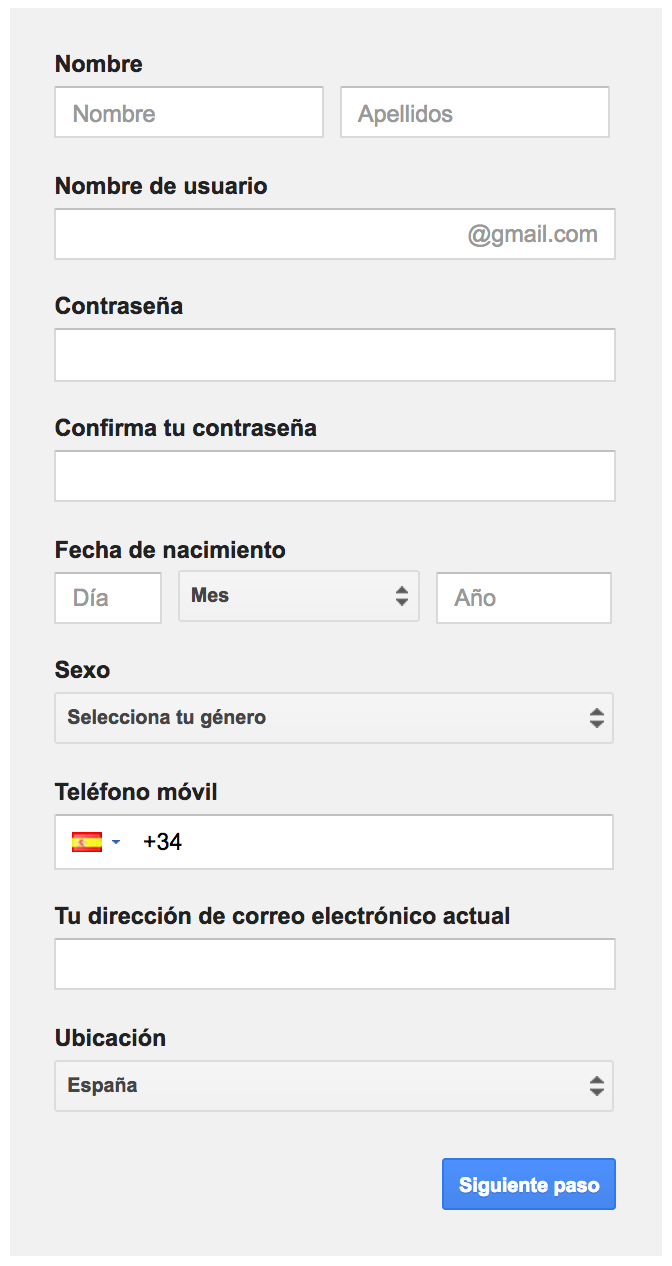 Nombre
Nombre Apellidos
Nombre de usuario
@gmail.com
Contraseña
Confirma tu contraseña
Fecha de nacimiento
Día Mes Año
Sexo
Selecciona tu género
Teléfono móvil
+34
Tu dirección de correo electrónico actual
Ubicación
España
Siguiente paso